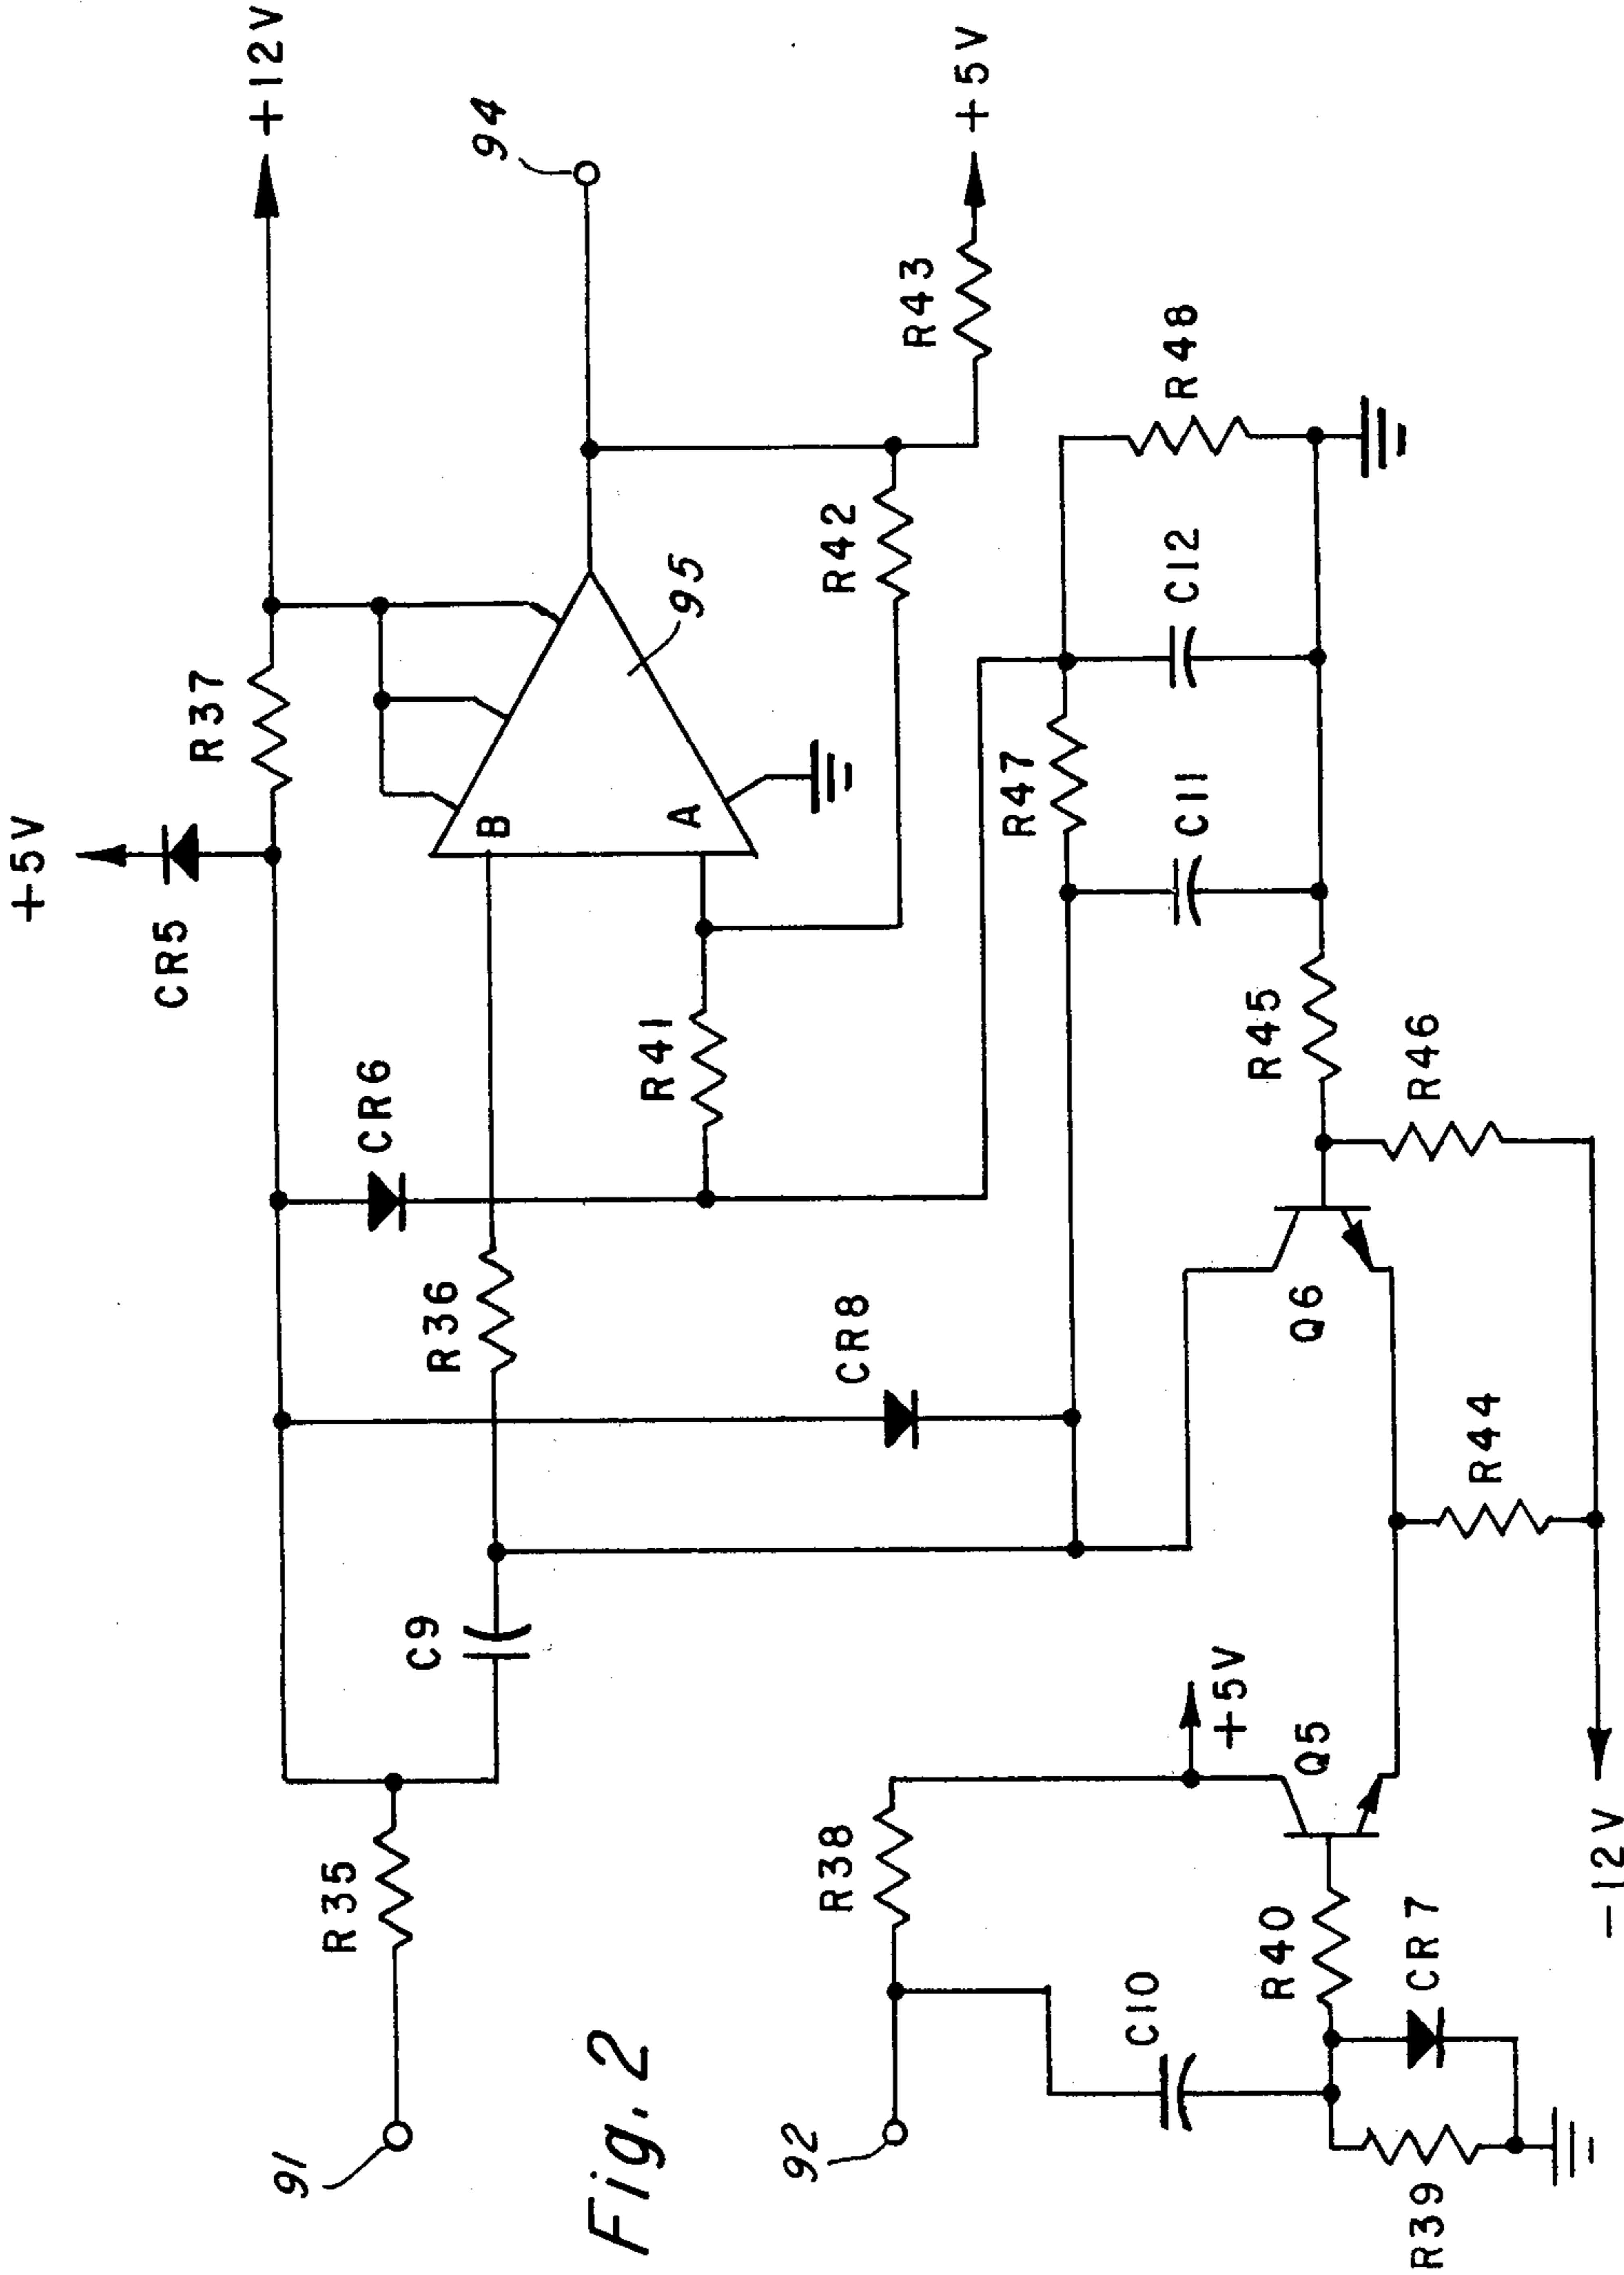 +5V
+12V
CR5
R37
94
CR6
B
A
95
+5V
R43
R36
R41
R42
C9
CR8
R47
C11
C12
R48
R35
91
Fig. 2
92
R38
+5V
C10
R40
CR7
R39
Q5
Q6
R45
R46
R44
-12V